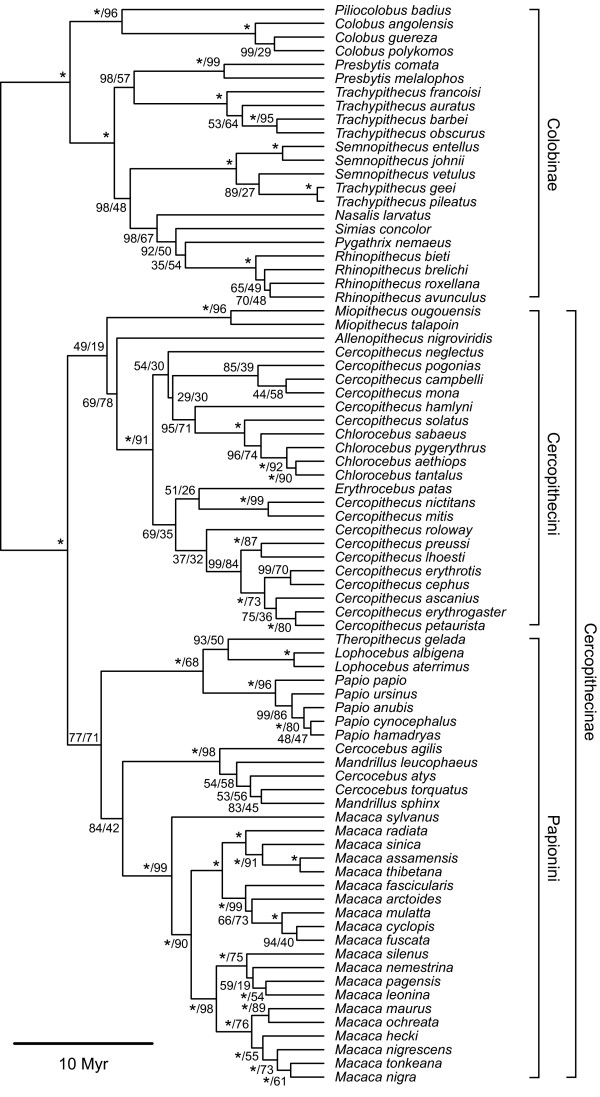 Piliocolobus badius
*/96
Colobus angolensis
*
Colobus guereza
Colobus polykomos
99/29
Presbytis comata
*/99
Presbytis melalophos
98/57
*
Trachypithecus francoisi
*
Trachypithecus auratus
Trachypithecus barbei
*/95
53/64
Trachypithecus obscurus
*
Semnopithecus entellus
*
Semnopithecus johnii
*
Semnopithecus vetulus
Trachypithecus geei
*
89/27
Trachypithecus pileatus
98/48
Nasalis larvatus
Simias concolor
98/67
Pygathrix nemaeus
92/50
Rhinopithecus bieti
*
35/54
Rhinopithecus brelichi
Rhinopithecus roxellana
65/49
Rhinopithecus avunculus
70/48
Colobinae
Miopithecus ougouensis
*/96
Miopithecus talapoin
Allenopithecus nigroviridis
49/19
Cercopithecus neglectus
Cercopithecus pogonias
54/30
85/39
Cercopithecus campbelli
Cercopithecus mona
44/58
69/78
29/30
Cercopithecus hamlyni
Cercopithecus solatus
95/71
*
Chlorocebus sabaeus
*/91
Chlorocebus pygerythrus
96/74
Chlorocebus aethiops
*/92
Chlorocebus tantalus
*/90
Erythrocebus patas
51/26
Cercopithecus nictitans
*/99
Cercopithecus mitis
Cercopithecus roloway
69/35
Cercopithecus preussi
*/87
*
Cercopithecus lhoesti
37/32
99/84
Cercopithecus erythrotis
99/70
Cercopithecus cephus
Cercopithecus ascanius
*/73
Cercopithecus erythrogaster
75/36
Cercopithecus petaurista
*/80
Cercopithecini
Theropithecus gelada
93/50
Lophocebus albigena
*
*/68
Lophocebus aterrimus
Papio papio
*/96
Papio ursinus
Papio anubis
99/86
Papio cynocephalus
*/80
Papio hamadryas
48/47
77/71
Cercocebus agilis
*/98
Mandrillus leucophaeus
Cercocebus atys
54/58
Cercocebus torquatus
53/56
Mandrillus sphinx
83/45
84/42
Macaca sylvanus
Macaca radiata
*
Macaca sinica
Macaca assamensis
*
*/91
*
*/99
Macaca thibetana
Macaca fascicularis
Macaca arctoides
*/99
Macaca mulatta
*
66/73
Macaca cyclopis
Macaca fuscata
94/40
*/90
Macaca silenus
*/75
Macaca nemestrina
Macaca pagensis
59/19
Macaca leonina
*/54
*/98
Macaca maurus
*/89
Macaca ochreata
*/76
Macaca hecki
Macaca nigrescens
*/55
Macaca tonkeana
*/73
Macaca nigra
*/61
Papionini
Cercopithecinae
10 Myr